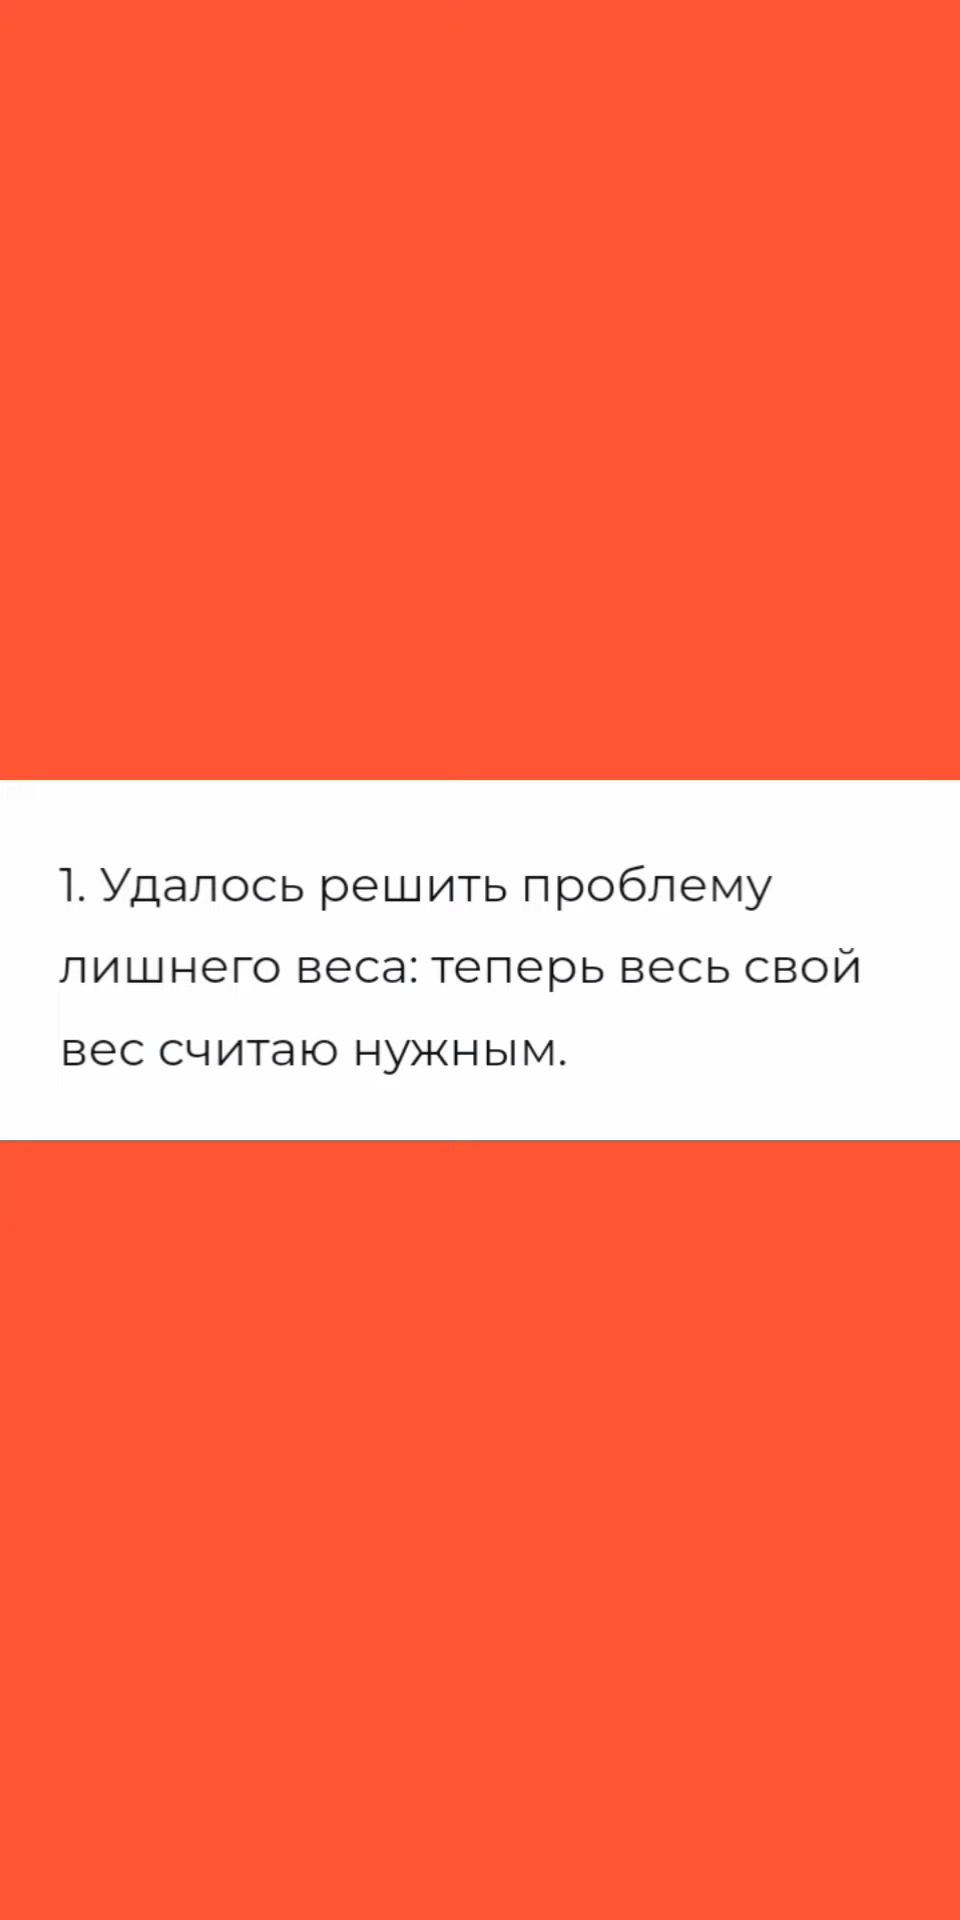 1. Удалось решить проблему
лишнего веса: теперь весь свой
вес считаю нужным.